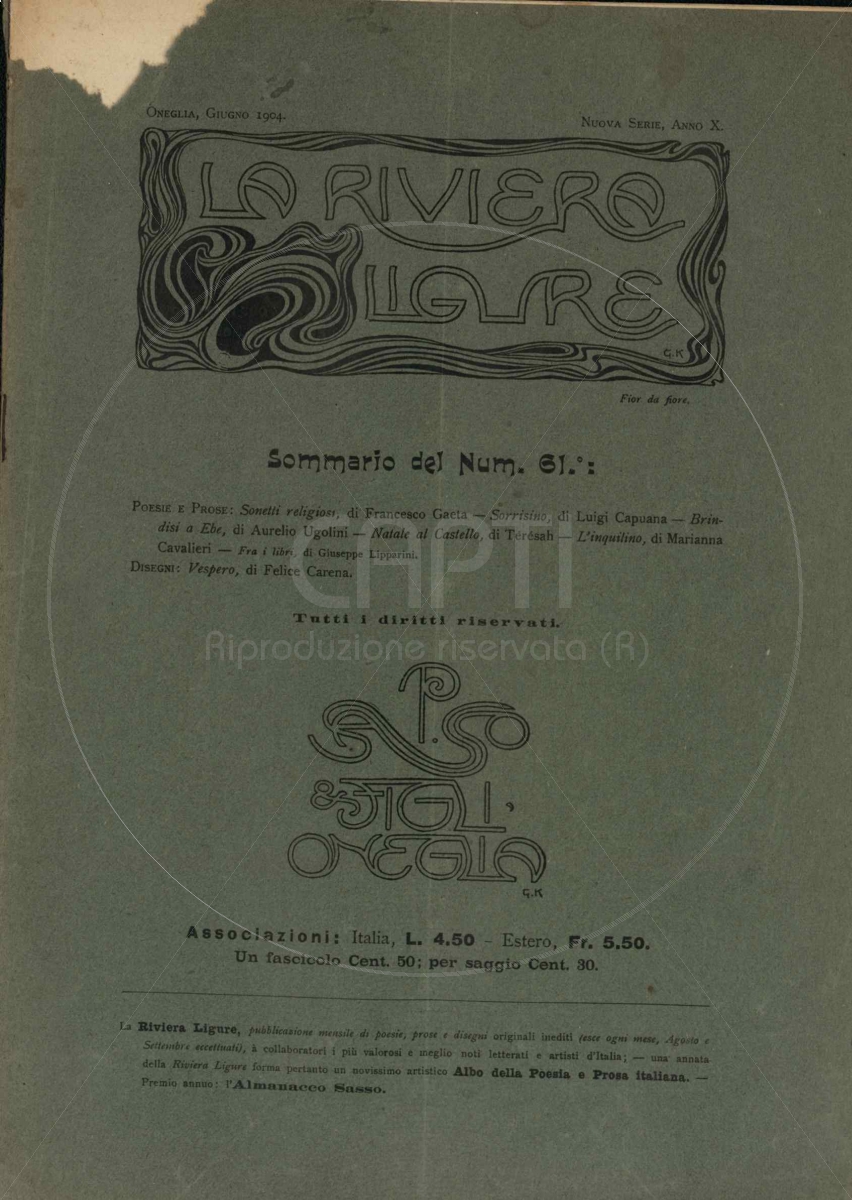 Oneglia, Giugno 1904.
Nuova Serie, Anno X.
LA RIVIERA
LIGURE
G.K
Fior da fiore.
Sommario del Num. 61.°:
Poesie e Prose: Sonetti religiosi, di Francesco Gaeta — Sorrisino, di Luigi Capuana — Brin-
disi a Ebe, di Aurelio Ugolini — Natale al Castello, di Térésah — L'inquilino, di Marianna
Cavalieri — Fra i libri, di Giuseppe Lipparini.
Disegni: Vespero, di Felice Carena.
CAPTI
Tutti i diritti riservati.
Riproduzione riservata (R)
P. SASSO
& FIGLI,
ONEGLIA
G.K
Associazioni: Italia, L. 4.50 - Estero, Fr. 5.50.
Un fascicolo Cent. 50; per saggio Cent. 30.
La Riviera Ligure, pubblicazione mensile di poesie, prose e disegni originali inediti (esce ogni mese, Agosto e
Settembre eccettuati), à collaboratori i più valorosi e meglio noti letterati e artisti d'Italia; — una annata
della Riviera Ligure forma pertanto un novissimo artistico Albo della Poesia e Prosa italiana. —
Premio annuo: l'Almanacco Sasso.